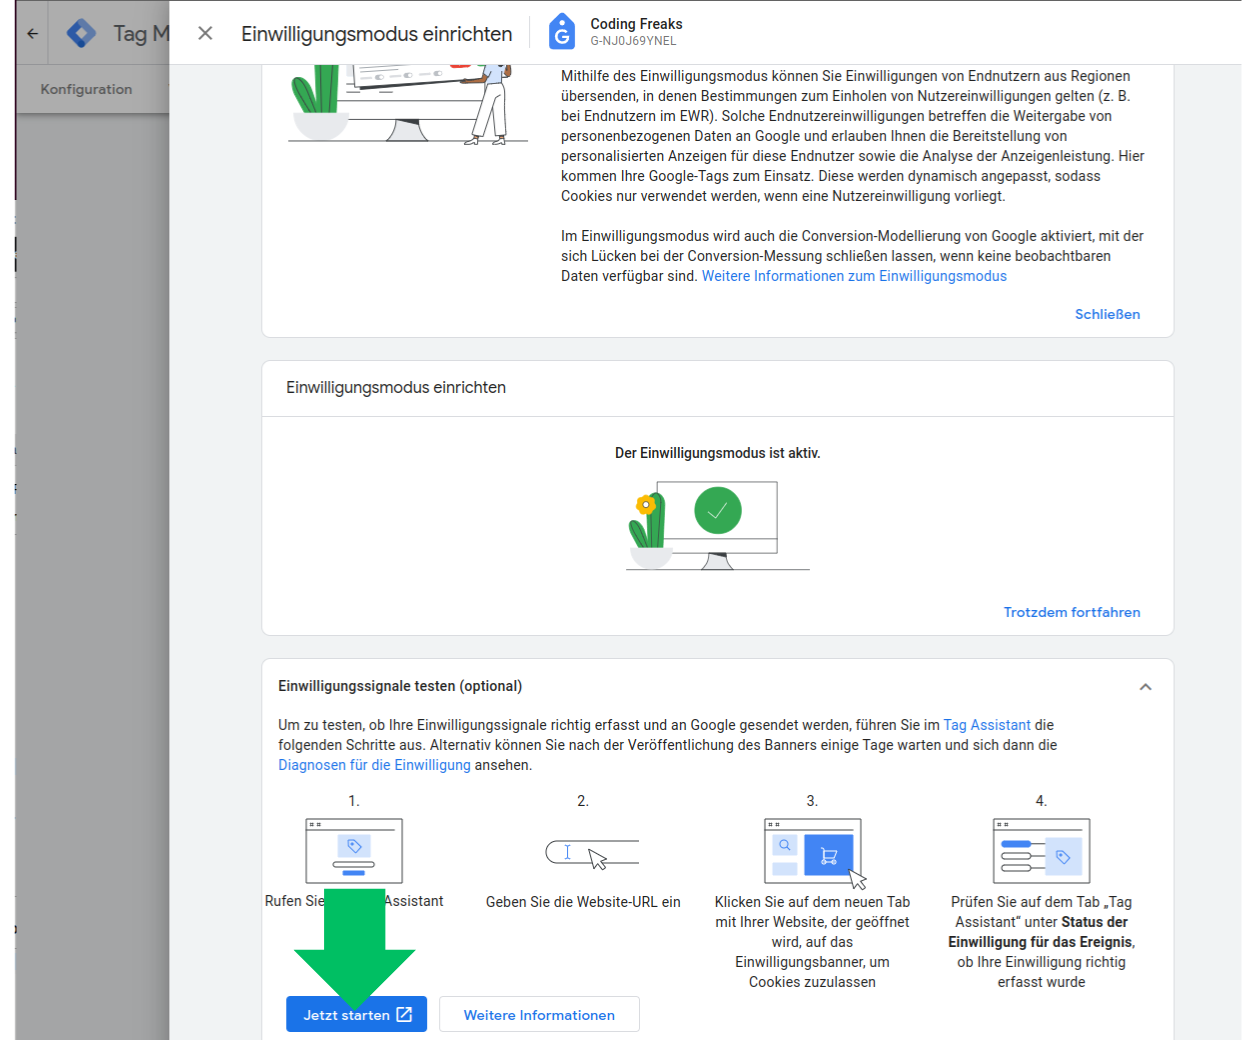 Tag M
Einwilligungsmodus einrichten
Coding Freaks
G-NJ0J69YNEL
Konfiguration
Mithilfe des Einwilligungsmodus können Sie Einwilligungen von Endnutzern aus Regionen
übersenden, in denen Bestimmungen zum Einholen von Nutzereinwilligungen gelten (z. B.
bei Endnutzern im EWR). Solche Endnutzereinwilligungen betreffen die Weitergabe von
personenbezogenen Daten an Google und erlauben Ihnen die Bereitstellung von
personalisierten Anzeigen für diese Endnutzer sowie die Analyse der Anzeigenleistung. Hier
kommen Ihre Google-Tags zum Einsatz. Diese werden dynamisch angepasst, sodass
Cookies nur verwendet werden, wenn eine Nutzereinwilligung vorliegt.
Im Einwilligungsmodus wird auch die Conversion-Modellierung von Google aktiviert, mit der
sich Lücken bei der Conversion-Messung schließen lassen, wenn keine beobachtbaren
Daten verfügbar sind. Weitere Informationen zum Einwilligungsmodus
Schließen
Einwilligungsmodus einrichten
Der Einwilligungsmodus ist aktiv.
Trotzdem fortfahren
Einwilligungssignale testen (optional)
Um zu testen, ob Ihre Einwilligungssignale richtig erfasst und an Google gesendet werden, führen Sie im Tag Assistant die
folgenden Schritte aus. Alternativ können Sie nach der Veröffentlichung des Banners einige Tage warten und sich dann die
Diagnosen für die Einwilligung ansehen.
1.
Rufen Sie Assistant
2.
Geben Sie die Website-URL ein
3.
Klicken Sie auf dem neuen Tab
mit Ihrer Website, der geöffnet
wird, auf das
Einwilligungsbanner, um
Cookies zuzulassen
4.
Prüfen Sie auf dem Tab „Tag
Assistant" unter Status der
Einwilligung für das Ereignis,
ob Ihre Einwilligung richtig
erfasst wurde
Jetzt starten
Weitere Informationen